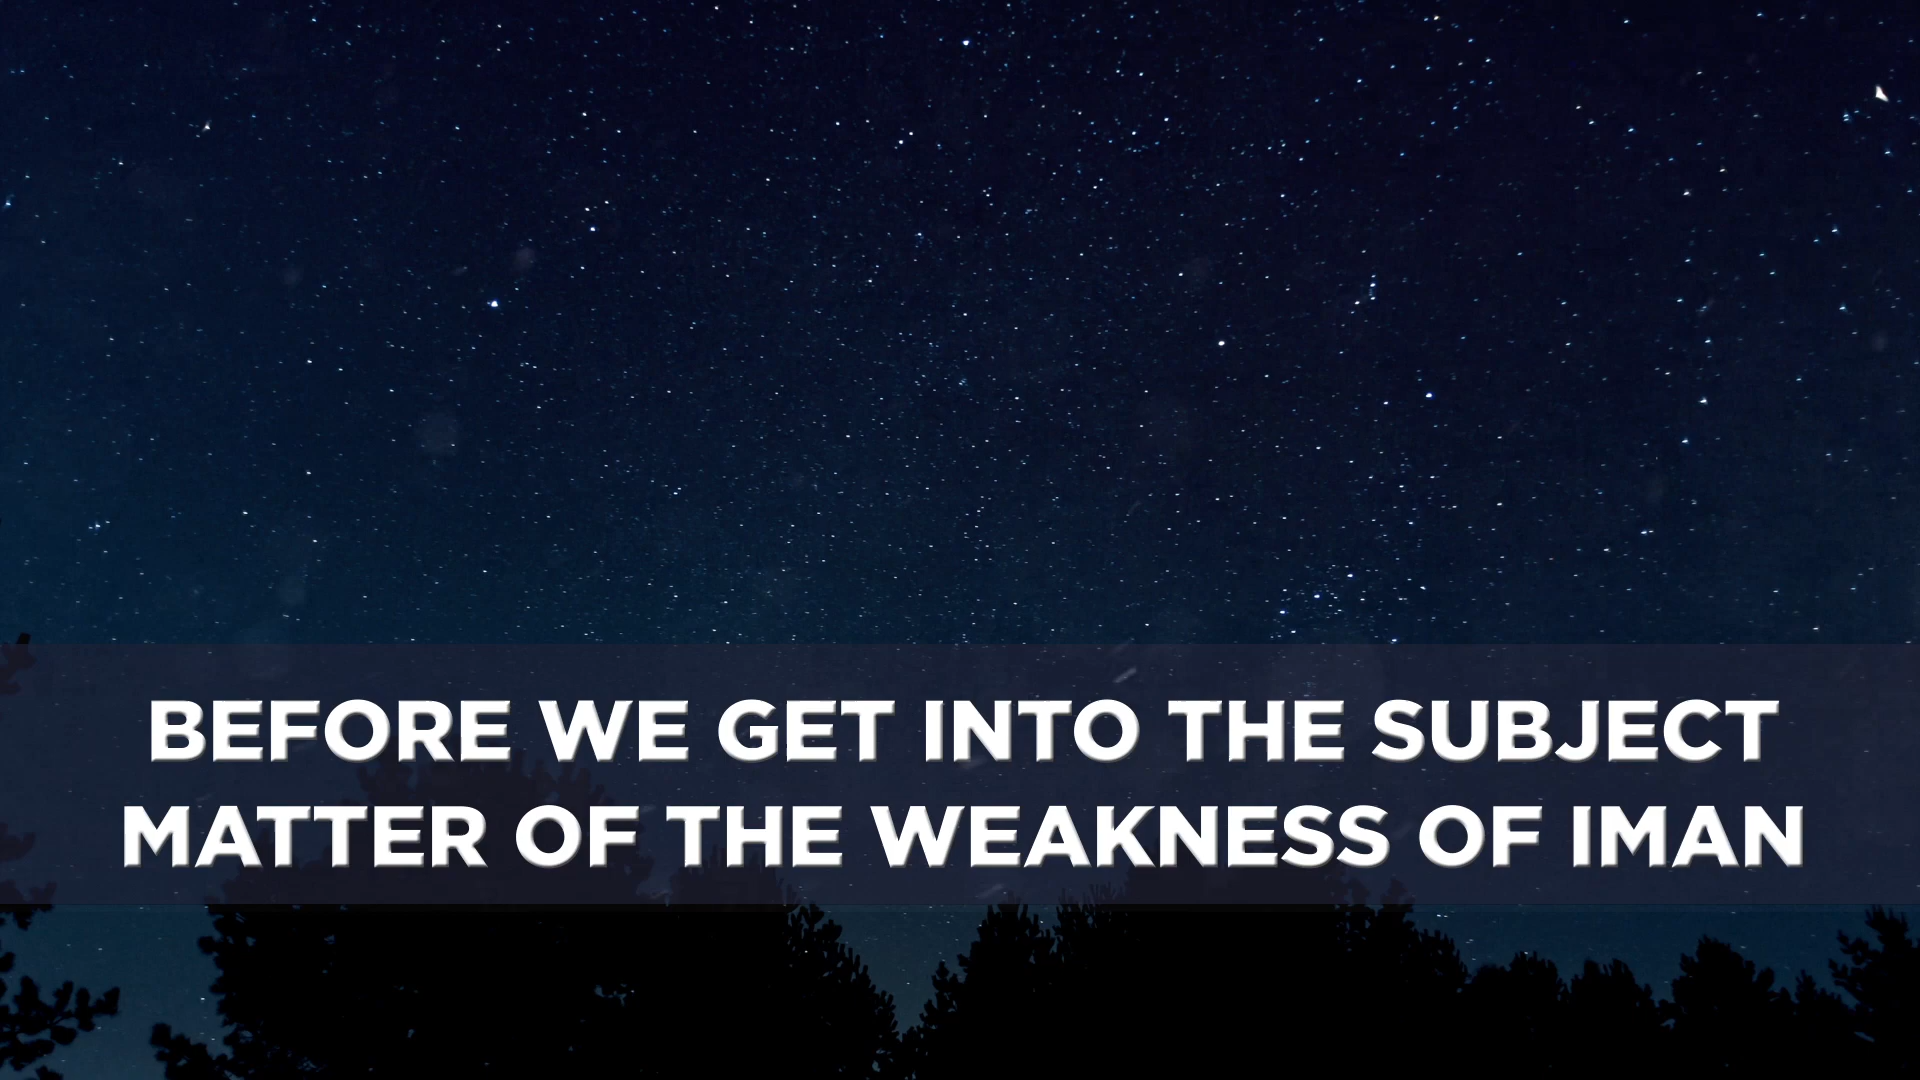 BEFORE WE GET INTO THE SUBJECT
MATTER OF THE WEAKNESS OF IMAN